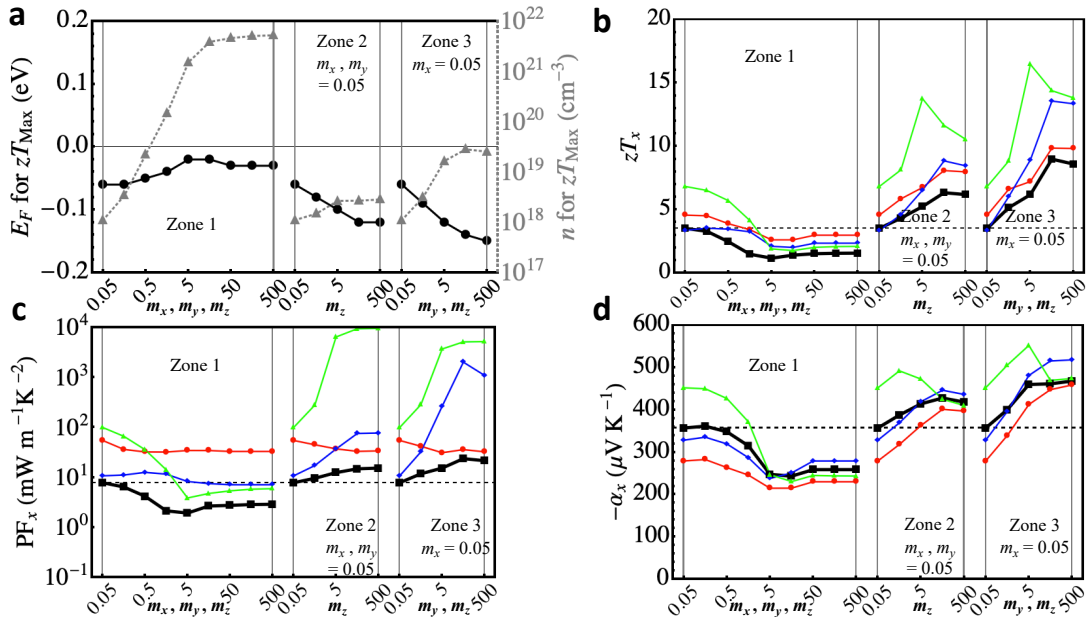 a
E_F for zT_Max (eV)
0.2
0.1
0.0
−0.1
−0.2
Zone 1
Zone 2
m_x , m_y
= 0.05
Zone 3
m_x = 0.05
10^22
10^21
10^20
10^19
10^18
10^17
n for zT_Max (cm^−3)
0.05 0.5 5 50 500 0.05 5 500 0.05 5 500
m_x, m_y, m_z m_z m_y, m_z
b
zT_x
20
15
10
5
0
Zone 1
Zone 2
m_x , m_y
= 0.05
Zone 3
m_x = 0.05
0.05 0.5 5 50 500 0.05 5 500 0.05 5 500
m_x, m_y, m_z m_z m_y, m_z
c
PF_x (mW m^−1 K^−2)
10^4
10^3
10^2
10^1
10^0
10^−1
Zone 1
Zone 2
m_x , m_y
= 0.05
Zone 3
m_x = 0.05
0.05 0.5 5 50 500 0.05 5 500 0.05 5 500
m_x, m_y, m_z m_z m_y, m_z
d
−α_x (μV K^−1)
600
500
400
300
200
100
0
Zone 1
Zone 2
m_x , m_y
= 0.05
Zone 3
m_x = 0.05
0.05 0.5 5 50 500 0.05 5 500 0.05 5 500
m_x, m_y, m_z m_z m_y, m_z